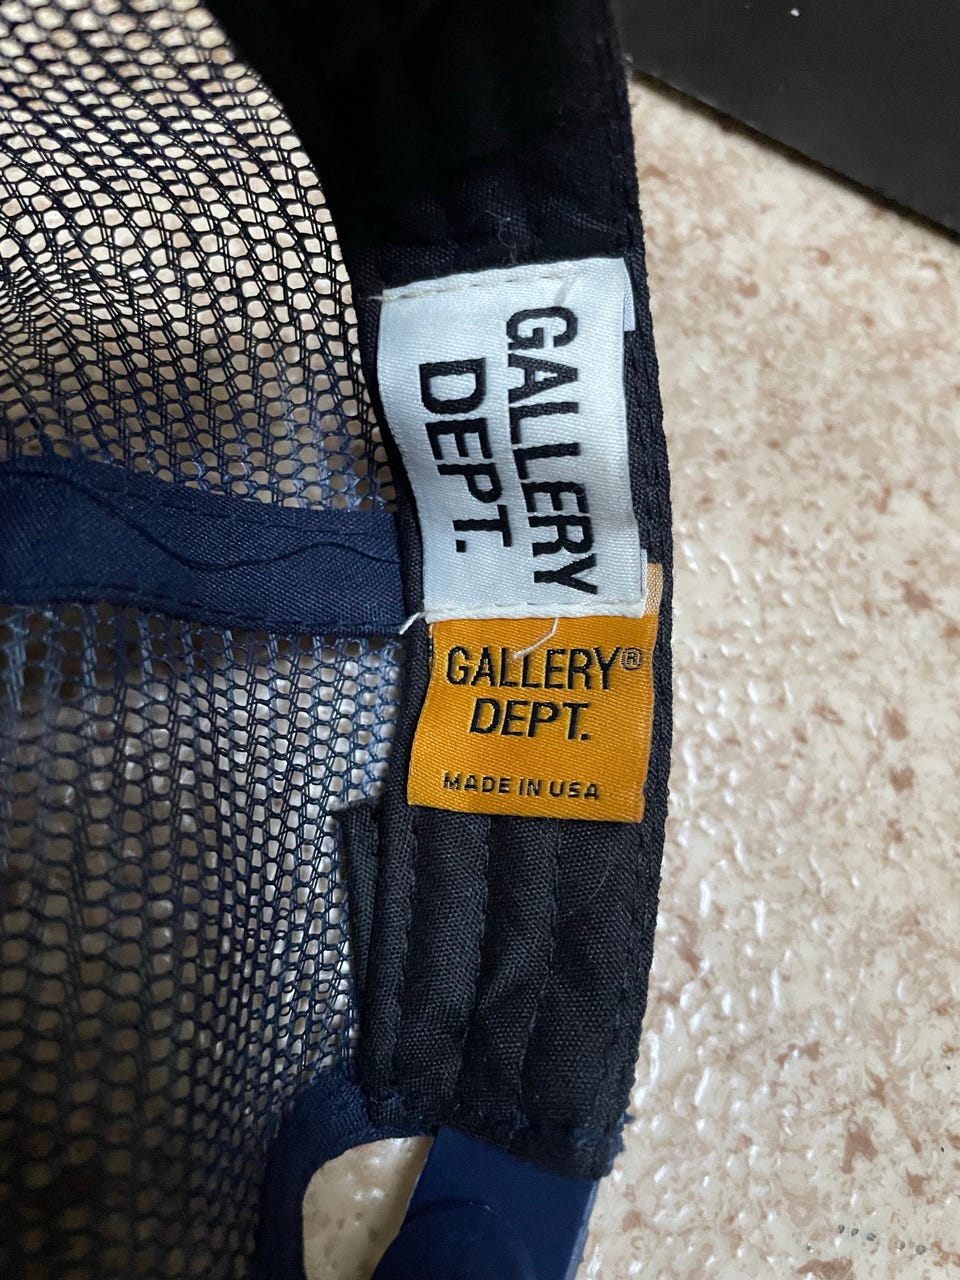 GALLERY
DEPT.
GALLERY®
DEPT.
MADE IN USA